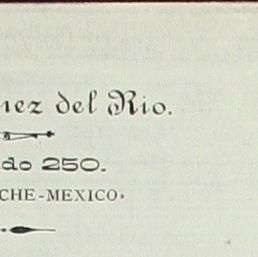 nez del Rio.
do 250.
CHE-MEXICO.